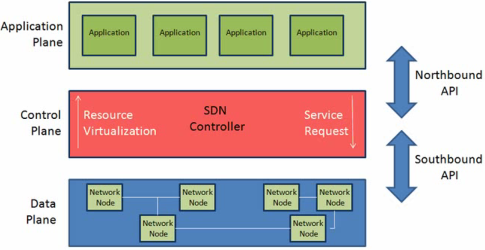 Application
Plane
Application
Application
Application
Application
Northbound
API
Control
Plane
Resource
Virtualization
SDN
Controller
Service
Request
Southbound
API
Data
Plane
Network
Node
Network
Node
Network
Node
Network
Node
Network
Node
Network
Node